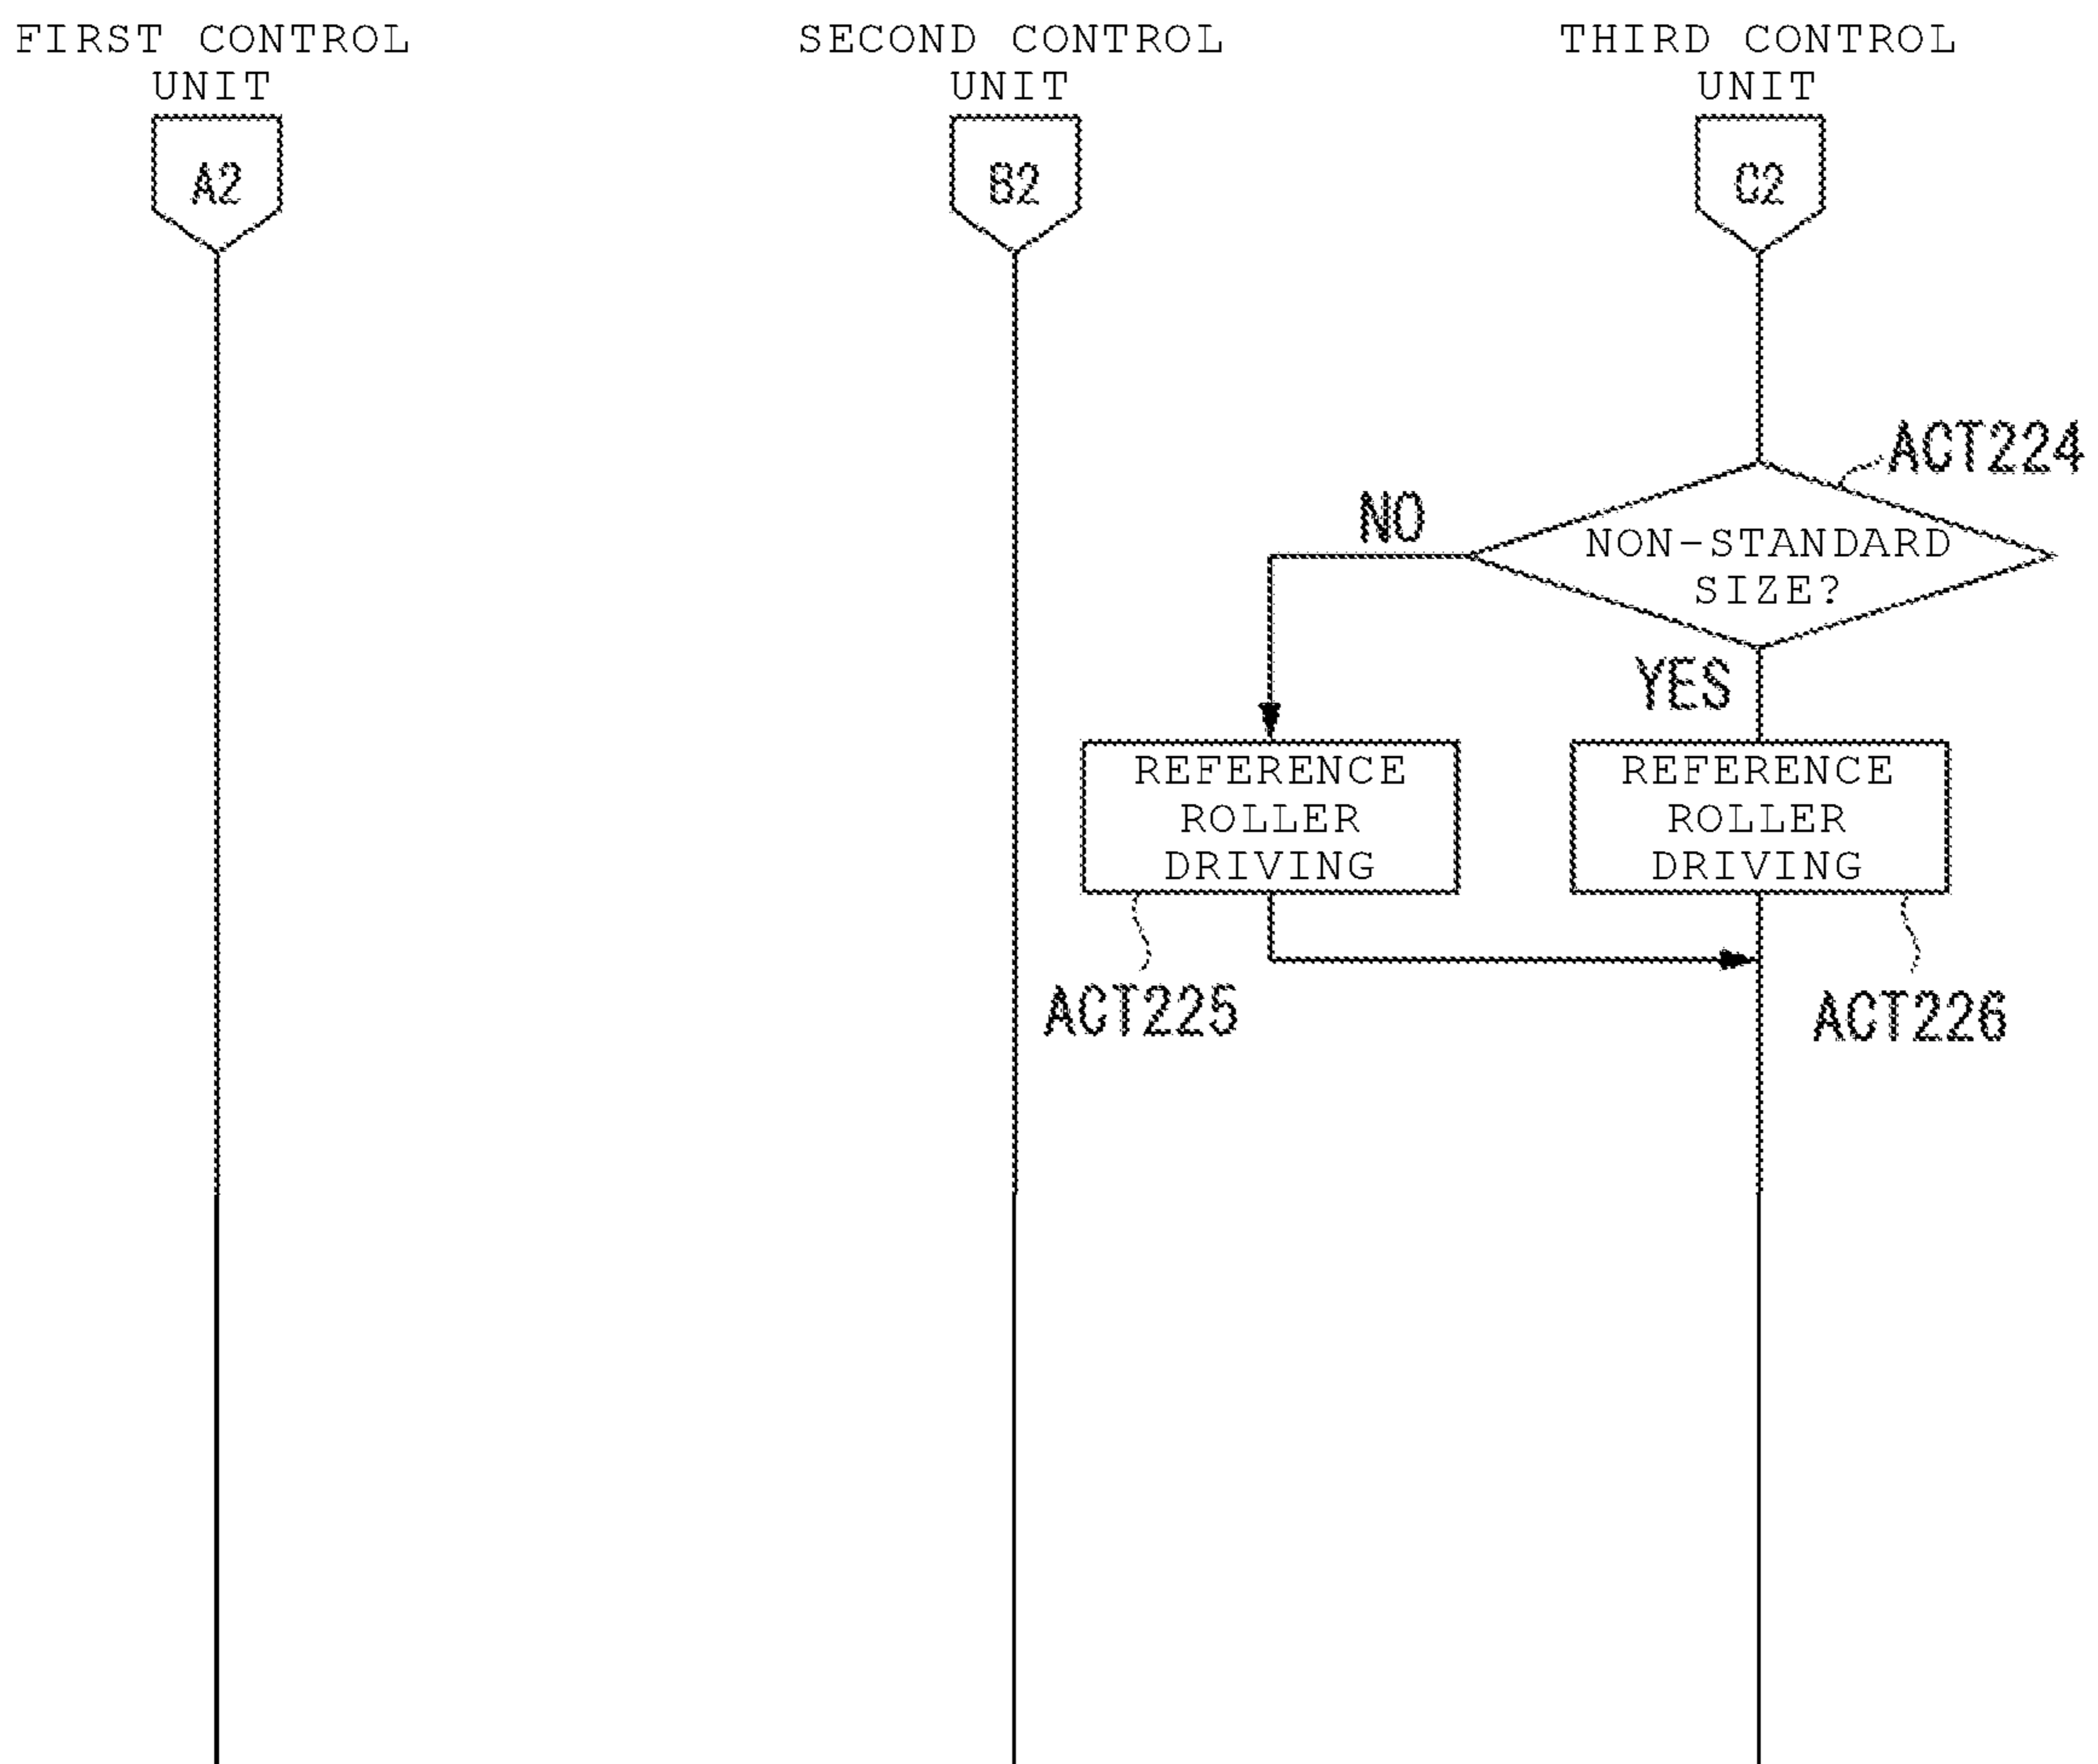 FIRST CONTROL
UNIT
SECOND CONTROL
UNIT
THIRD CONTROL
UNIT
A2
B2
C2
ACT224
NO
NON-STANDARD
SIZE?
YES
REFERENCE
ROLLER
DRIVING
REFERENCE
ROLLER
DRIVING
ACT225
ACT226